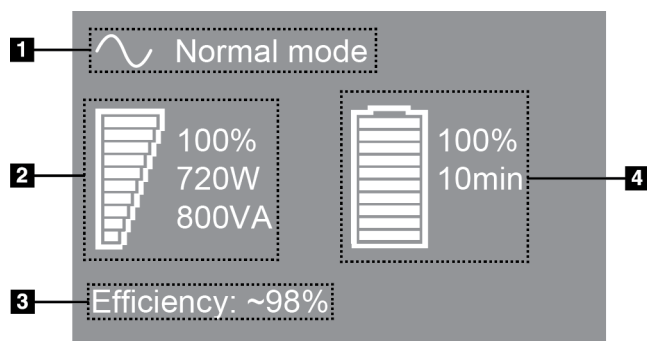 1
Normal mode
2
100%
720W
800VA
100%
10min
4
3
Efficiency: ~98%